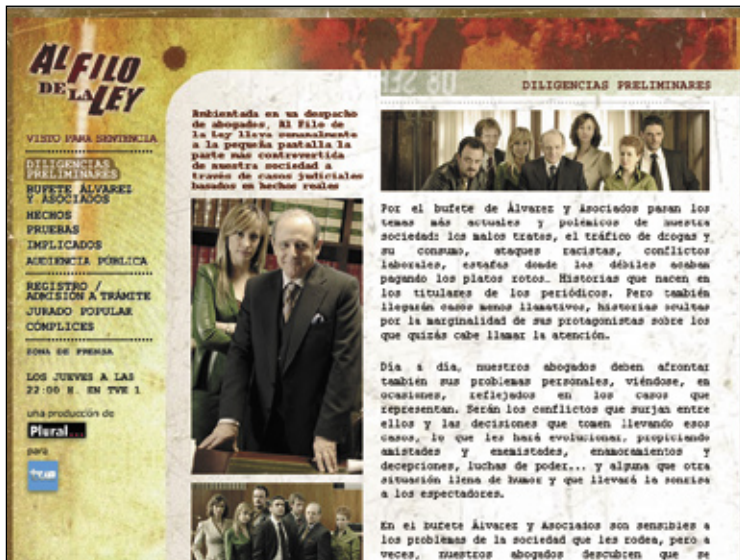 AL FILO
DE LA LEY
VISTO PARA SENTENCIA
DILIGENCIAS
PRELIMINARES
BUFETE ÁLVAREZ
Y ASOCIADOS
HECHOS
PRUEBAS
IMPLICADOS
AUDIENCIA PÚBLICA
REGISTRO /
ADMISIÓN A TRÁMITE
JURADO POPULAR
CÓMPLICES
ZONA DE PRENSA
LOS JUEVES A LAS
22:00 H. EN TVE 1
una producción de
Plural...
para
tve
08 SEP
DILIGENCIAS PRELIMINARES
Ambientada en un despacho
de abogados, Al Filo de
la Ley lleva semanalmente
a la pequeña pantalla la
parte más controvertida
de nuestra sociedad a
través de casos judiciales
basados en hechos reales
Por el bufete de Álvarez y Asociados pasan los
temas más actuales y polémicos de nuestra
sociedad: los malos tratos, el tráfico de drogas y
su consumo, ataques racistas, conflictos
laborales, estafas donde los débiles acaban
pagando los platos rotos… Historias que nacen en
los titulares de los periódicos. Pero también
llegarán casos menos llamativos, historias ocultas
por la marginalidad de sus protagonistas sobre los
que quizás cabe llamar la atención.
Día a día, nuestros abogados deben afrontar
también sus problemas personales, viéndose, en
ocasiones, reflejados en los casos que
representan. Serán los conflictos que surjan entre
ellos y las decisiones que tomen llevando esos
casos, lo que les hará evolucionar, propiciando
amistades y enemistades, enamoramientos y
decepciones, luchas de poder... y alguna que otra
situación llena de humor y que llevará la sonrisa
a los espectadores.
En el bufete Álvarez y Asociados son sensibles a
los problemas de la sociedad que les rodea, pero a
veces, nuestros abogados descubren que se